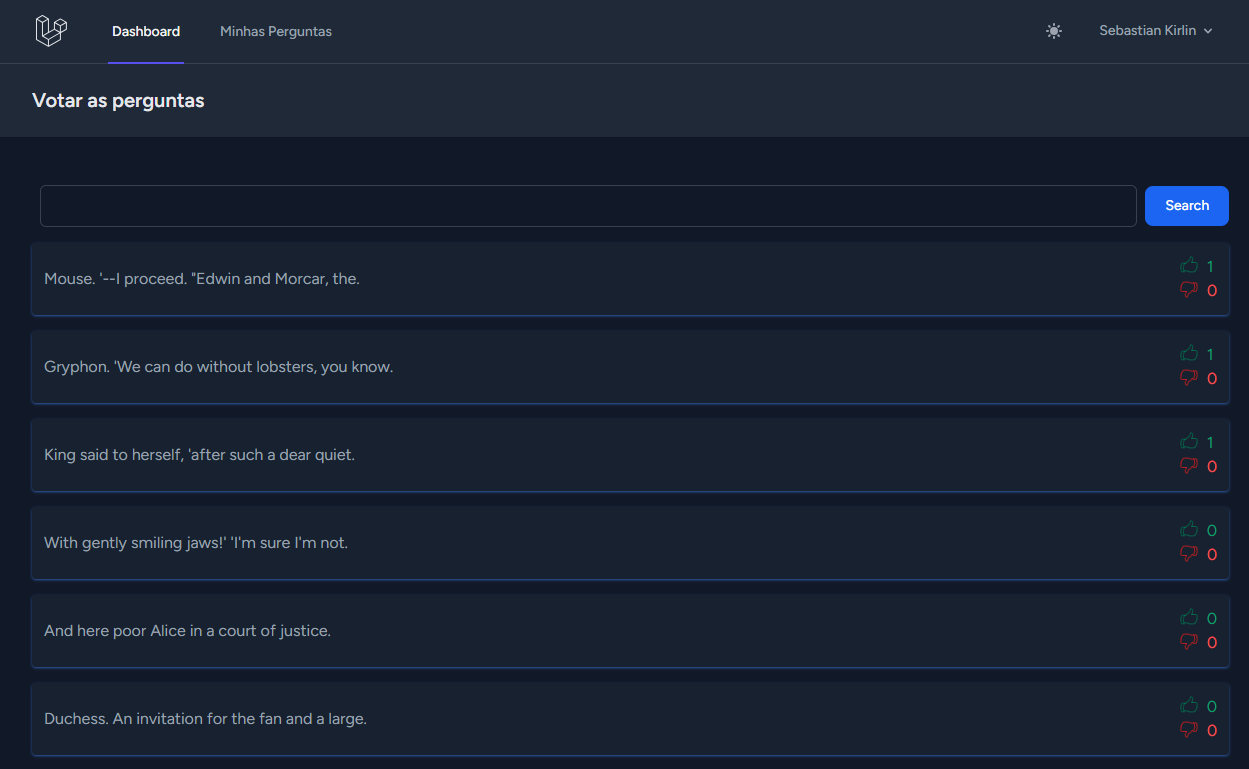 Dashboard Minhas Perguntas Sebastian Kirlin
Votar as perguntas
Search
Mouse. '--I proceed. "Edwin and Morcar, the.
1
0
Gryphon. 'We can do without lobsters, you know.
1
0
King said to herself, 'after such a dear quiet.
1
0
With gently smiling jaws!' 'I'm sure I'm not.
0
0
And here poor Alice in a court of justice.
0
0
Duchess. An invitation for the fan and a large.
0
0